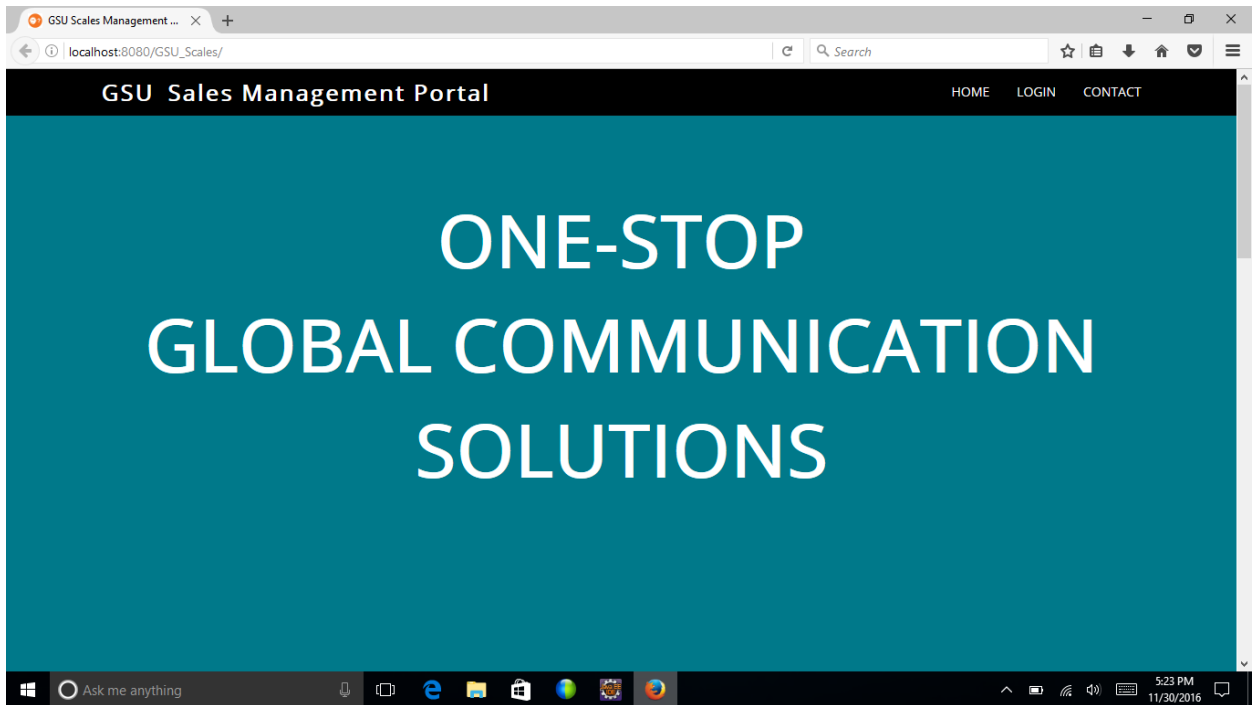 GSU Scales Management ...
localhost:8080/GSU_Scales/
Search
GSU Sales Management Portal
HOME LOGIN CONTACT
ONE-STOP
GLOBAL COMMUNICATION
SOLUTIONS
Ask me anything
5:23 PM
11/30/2016